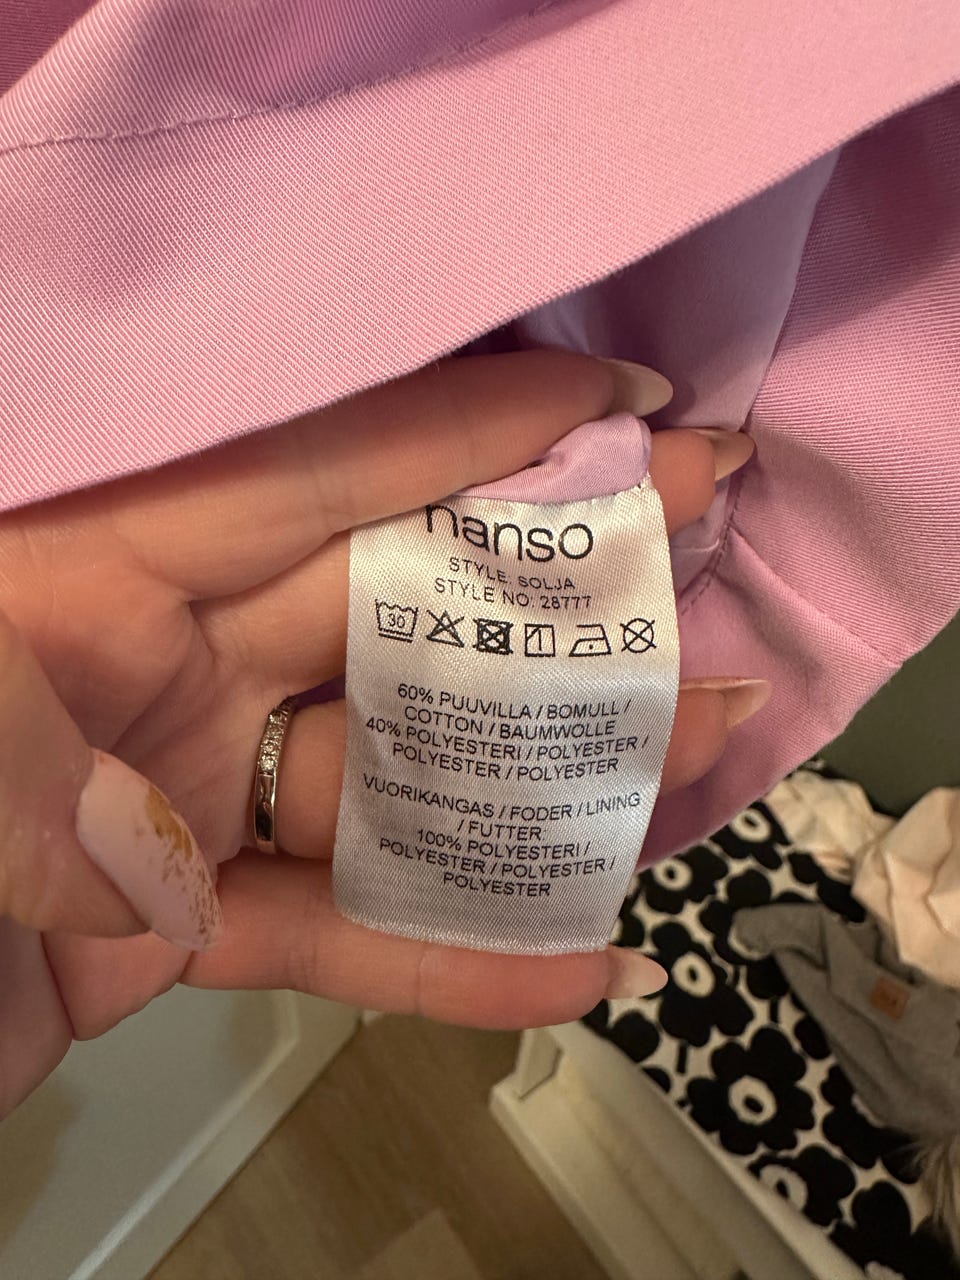 nanso
STYLE: SOLJA
STYLE NO: 28777
30
60% PUUVILLA / BOMULL /
COTTON / BAUMWOLLE
40% POLYESTERI / POLYESTER /
POLYESTER / POLYESTER
VUORIKANGAS / FODER / LINING
/ FUTTER:
100% POLYESTERI /
POLYESTER / POLYESTER /
POLYESTER